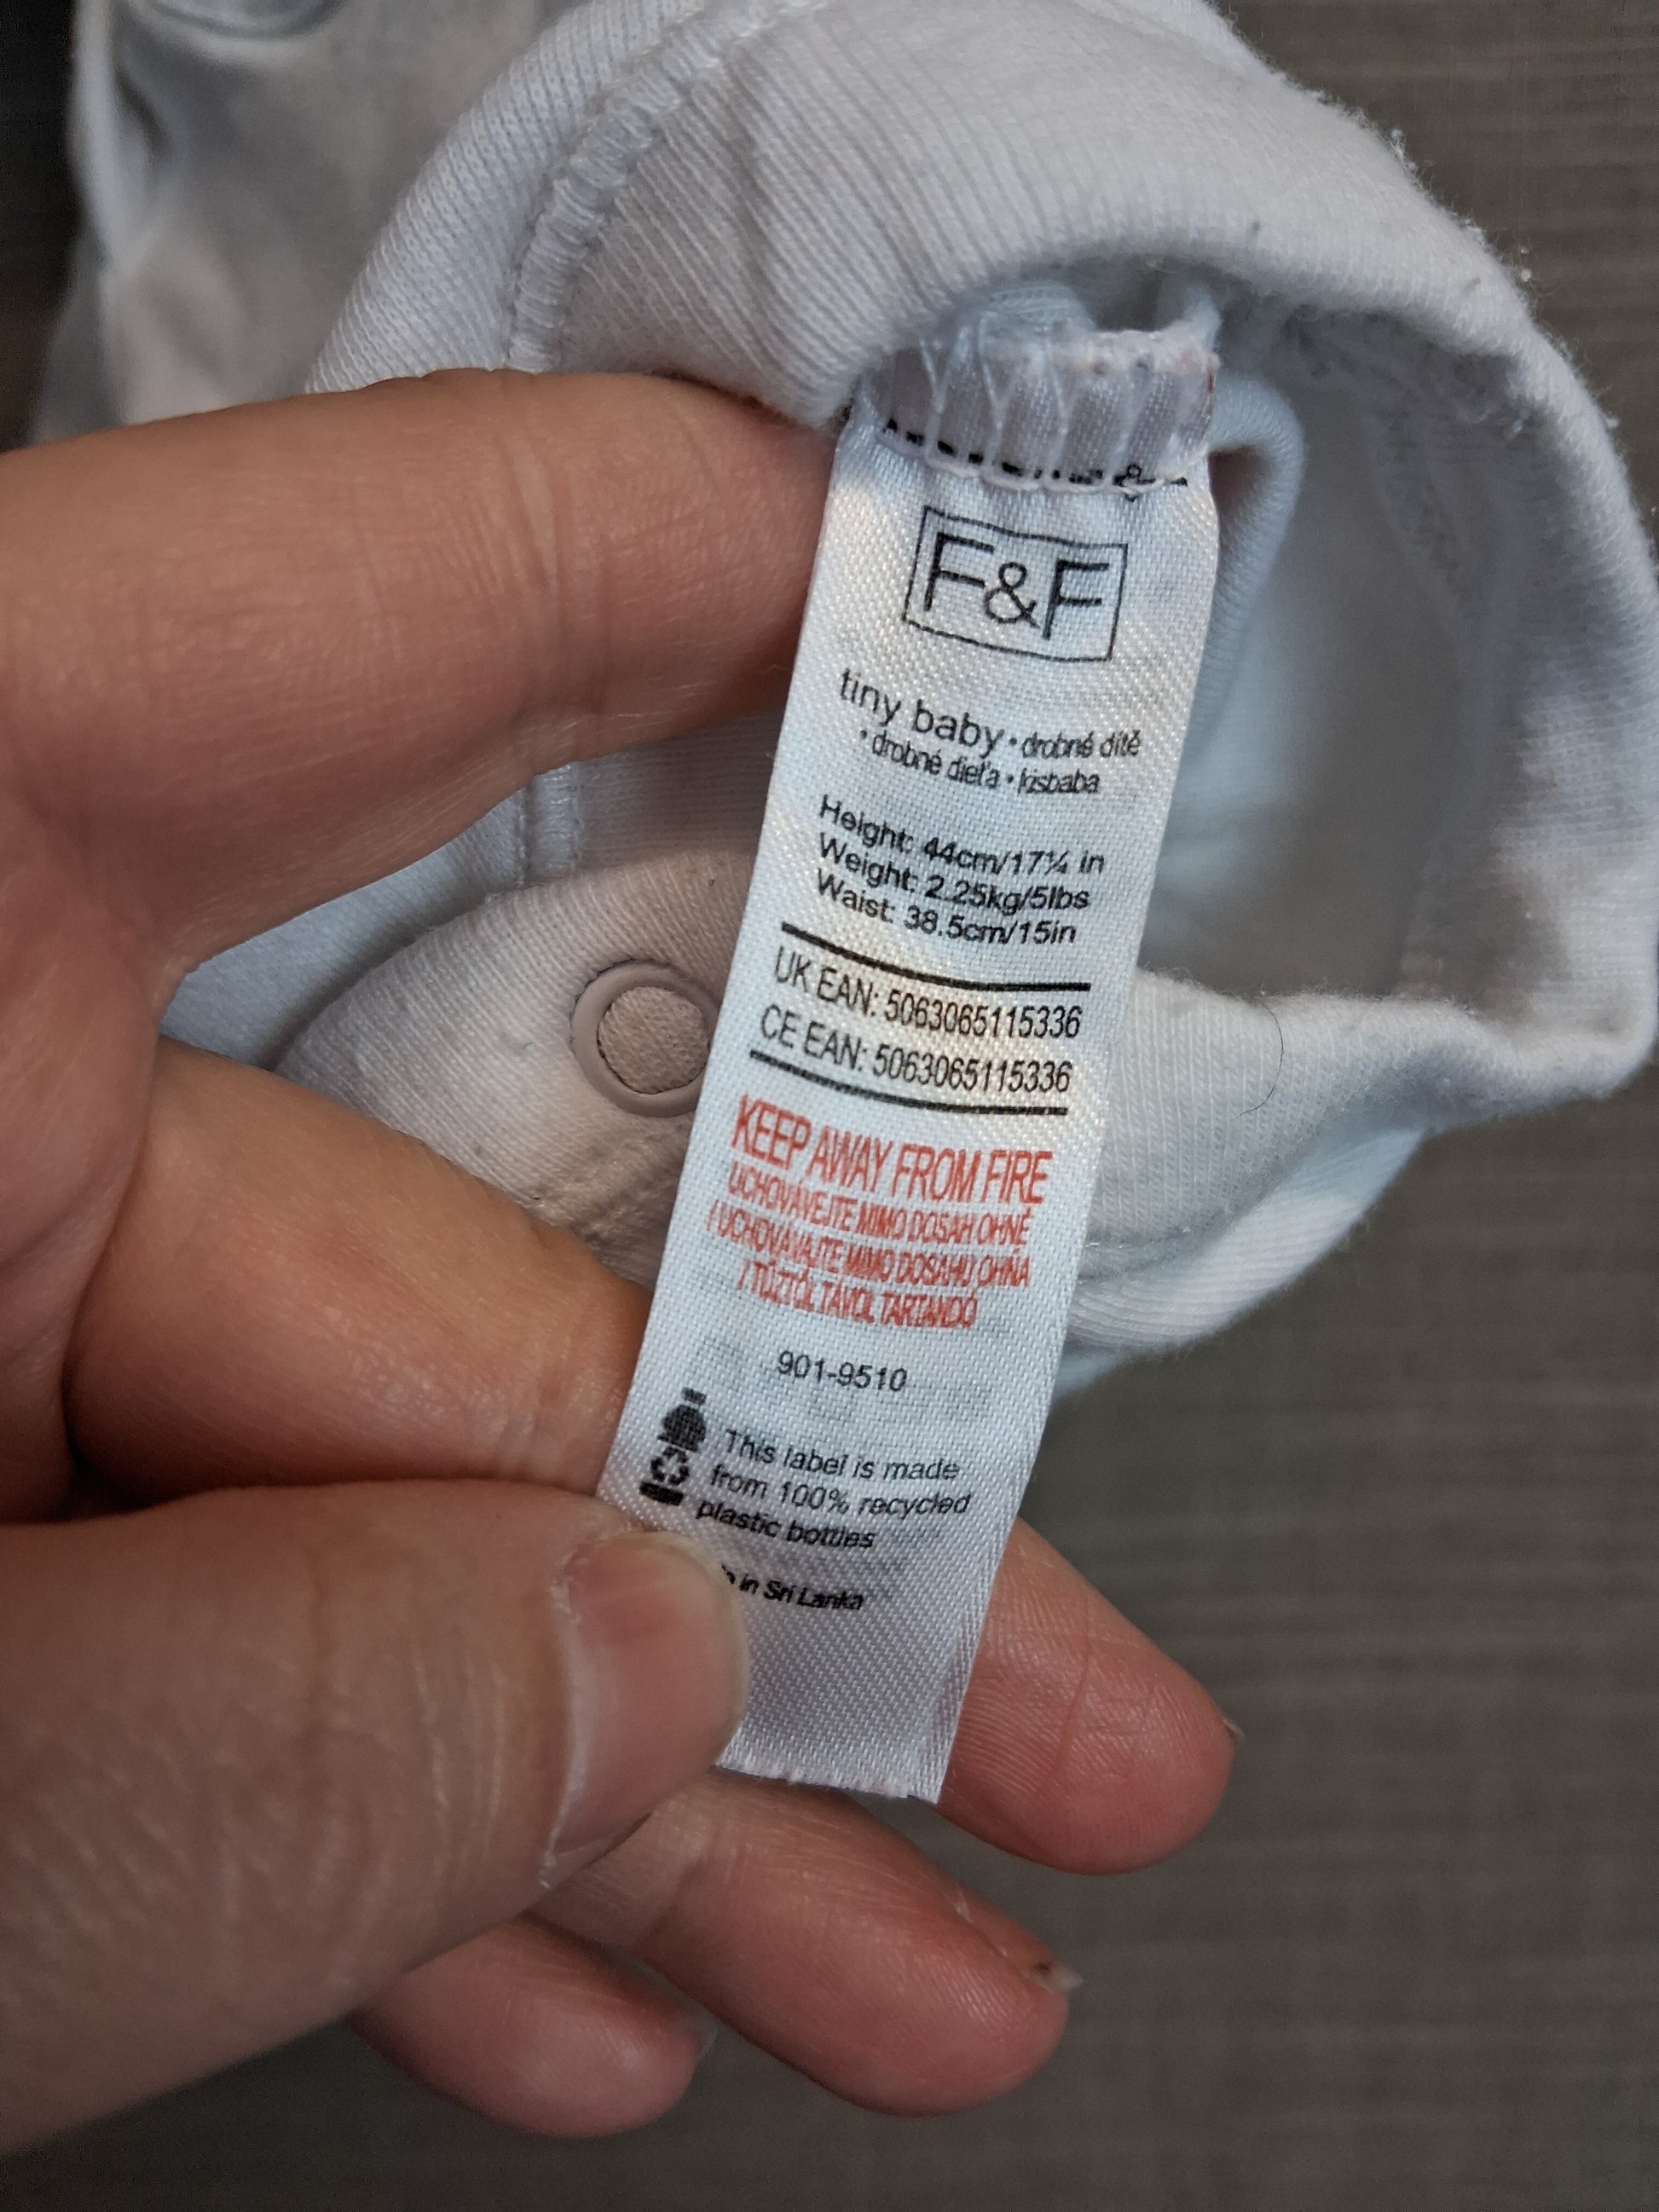 F&F
tiny baby • drobné dítě
• drobné dieťa • kisbaba
Height: 44cm/17¼ in
Weight: 2.25kg/5lbs
Waist: 38.5cm/15in
UK EAN: 5063065115336
CE EAN: 5063065115336
KEEP AWAY FROM FIRE
UCHOVÁVEJTE MIMO DOSAH OHNĚ
/ UCHOVÁVAJTE MIMO DOSAHU OHŇA
/ TŰZTŐL TÁVOL TARTANDÓ
901-9510
This label is made
from 100% recycled
plastic bottles
in Sri Lanka